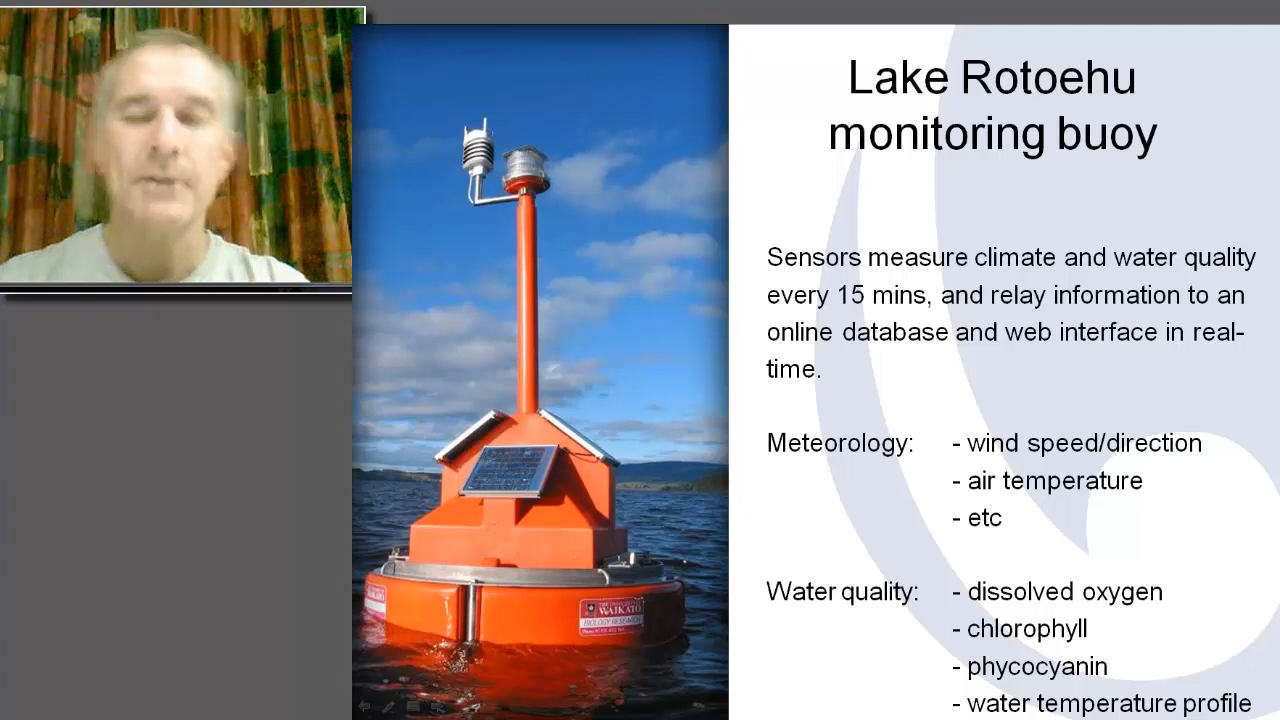 Lake Rotoehu
monitoring buoy
Sensors measure climate and water quality
every 15 mins, and relay information to an
online database and web interface in real-
time.
Meteorology: - wind speed/direction
- air temperature
- etc
Water quality: - dissolved oxygen
- chlorophyll
- phycocyanin
- water temperature profile
WAIKATO
BIOLOGY RESEARCH